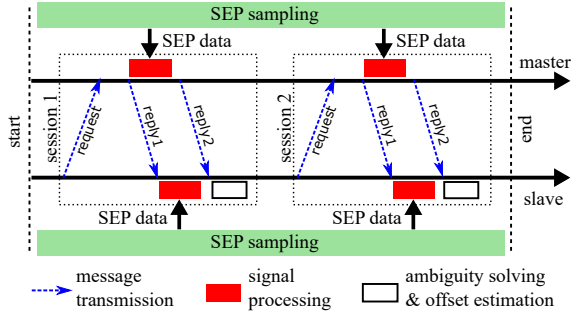 SEP sampling
SEP data
SEP data
master
start
session 1
request
reply1
reply2
session 2
request
reply1
reply2
end
slave
SEP data
SEP data
SEP sampling
message
transmission
signal
processing
ambiguity solving
& offset estimation